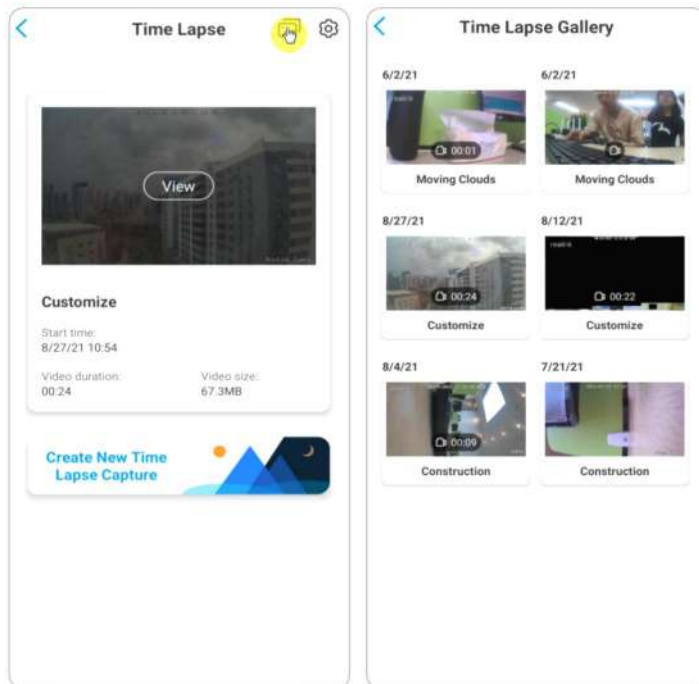 Time Lapse
View
Customize
Start time:
8/27/21 10:54
Video duration:
00:24
Video size:
67.3MB
Create New Time
Lapse Capture
Time Lapse Gallery
6/2/21
6/2/21
00:01
Moving Clouds
Moving Clouds
8/27/21
8/12/21
00:24
00:22
Customize
Customize
8/4/21
7/21/21
00:09
Construction
Construction